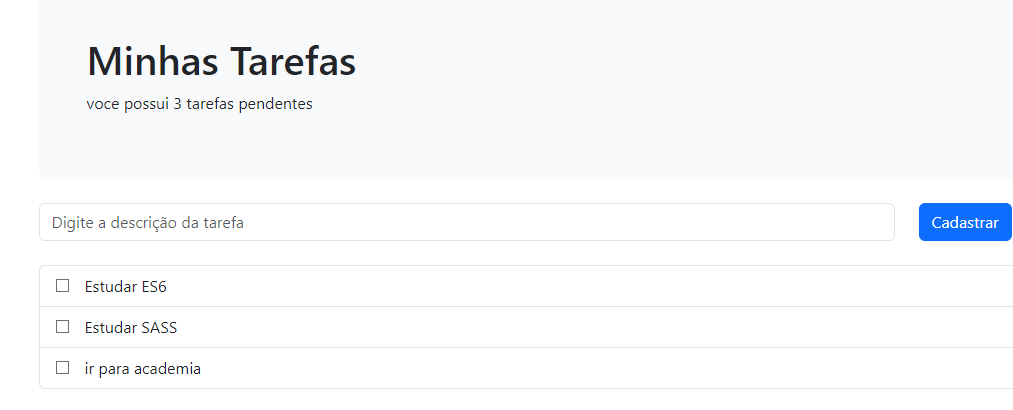 Minhas Tarefas
voce possui 3 tarefas pendentes
Digite a descrição da tarefa
Cadastrar
Estudar ES6
Estudar SASS
ir para academia